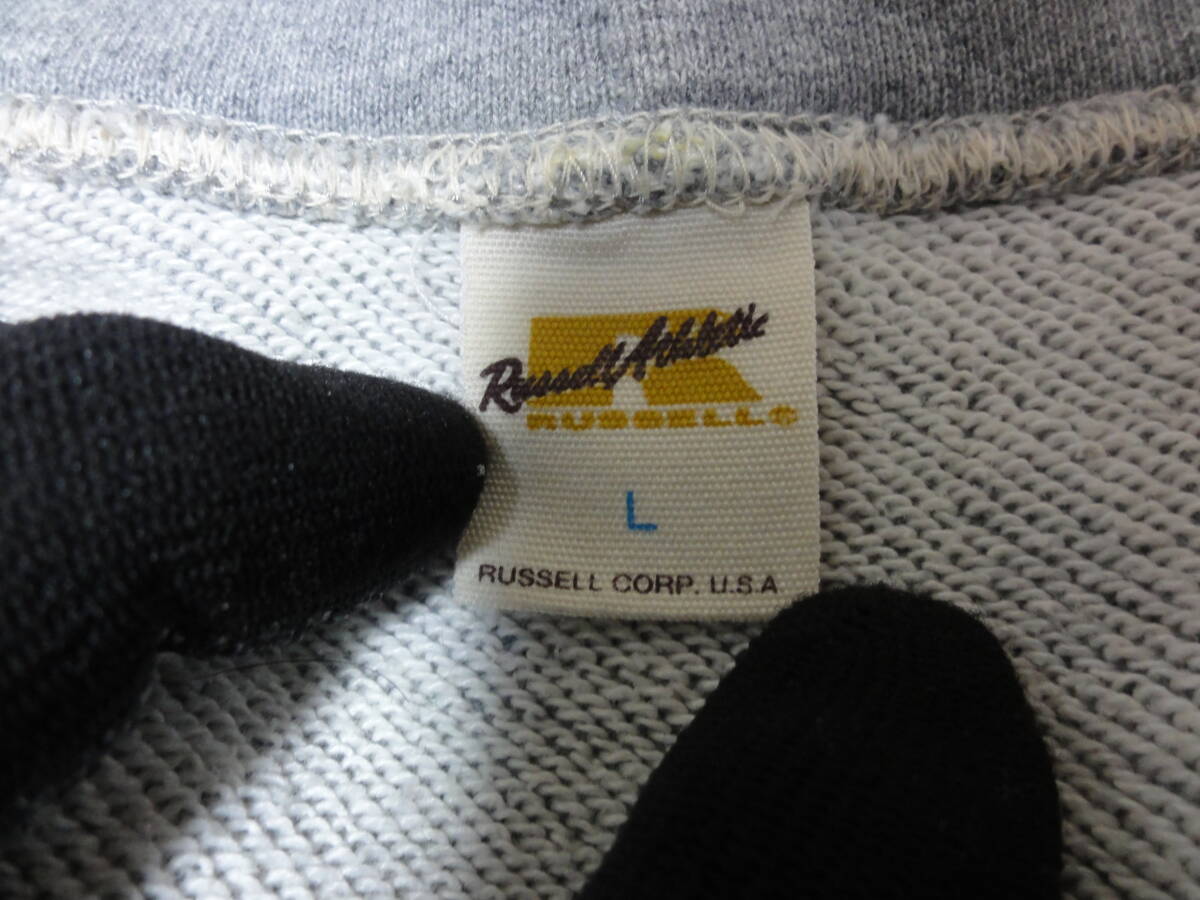 Russell Athletic
RUSSELL®
L
RUSSELL CORP. U.S.A